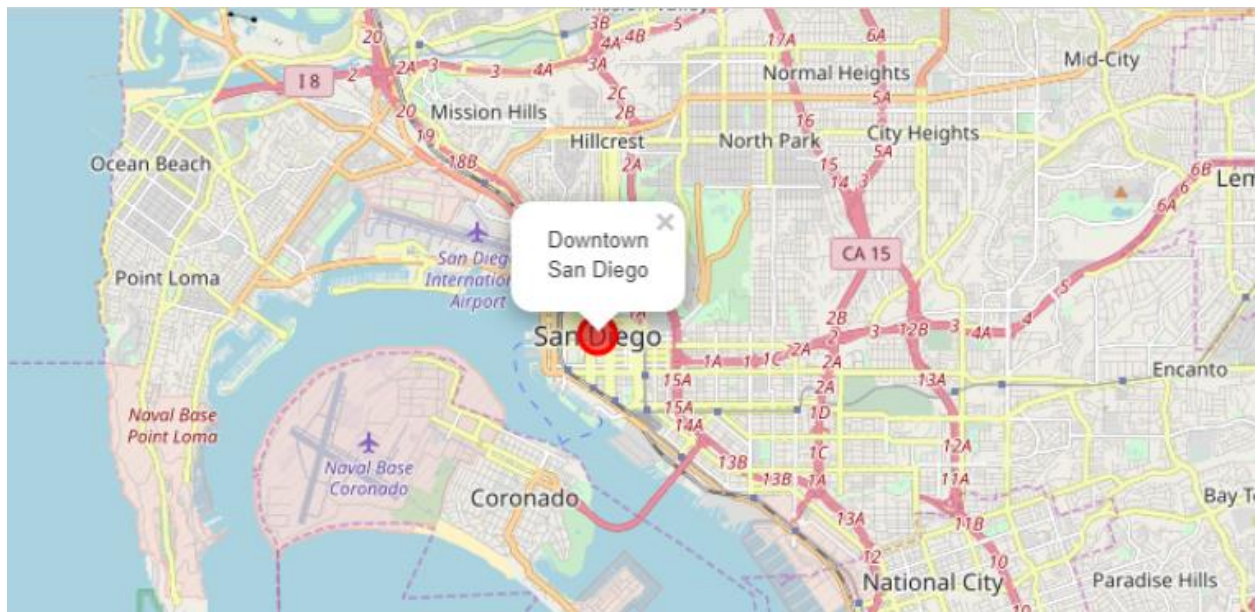 Mission Valley
3B
5
20
4B
17A
6A
4A
2A
3
3
4A
3A
Mid-City
I 8
2
Normal Heights
2C
5A
20
Mission Hills
2B
16
19
Hillcrest
North Park
City Heights
Ocean Beach
18B
2A
15
5A
6B
14
3
6
Lem
6A
Downtown
San Diego
×
San Diego
International
Airport
CA 15
Point Loma
5
2B
3
12B
3
4A
4
San Diego
2
2A
1A
1C
2A
Encanto
15A
13A
Naval Base
Point Loma
15A
1D
14A
Naval Base
Coronado
12A
13B
1C
Coronado
13B
1A
11A
Bay Te
13A
11B
12
10
National City
Paradise Hills
10